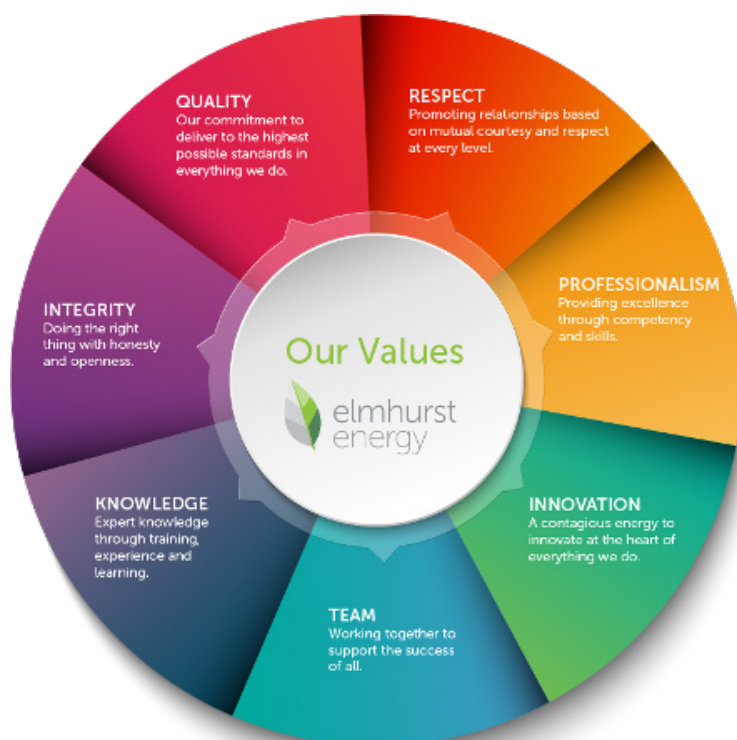 QUALITY
Our commitment to
deliver to the highest
possible standards in
everything we do.
RESPECT
Promoting relationships based
on mutual courtesy and respect
at every level.
PROFESSIONALISM
Providing excellence
through competency
and skills.
INNOVATION
A contagious energy to
innovate at the heart of
everything we do.
TEAM
Working together to
support the success
of all.
KNOWLEDGE
Expert knowledge
through training,
experience and
learning.
INTEGRITY
Doing the right
thing with honesty
and openness.
Our Values
elmhurst
energy